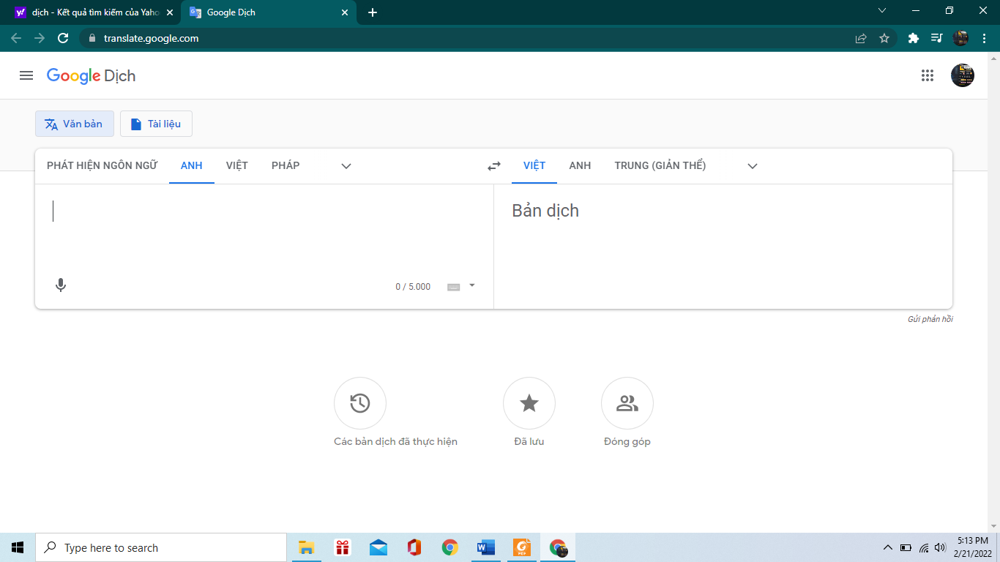 dịch - Kết quả tìm kiếm của Yaho
Google Dịch
translate.google.com
Google Dịch
Văn bản
Tài liệu
PHÁT HIỆN NGÔN NGỮ ANH VIỆT PHÁP VIỆT ANH TRUNG (GIẢN THỂ)
Bản dịch
0 / 5.000
Gửi phản hồi
Các bản dịch đã thực hiện
Đã lưu
Đóng góp
Type here to search
5:13 PM
2/21/2022